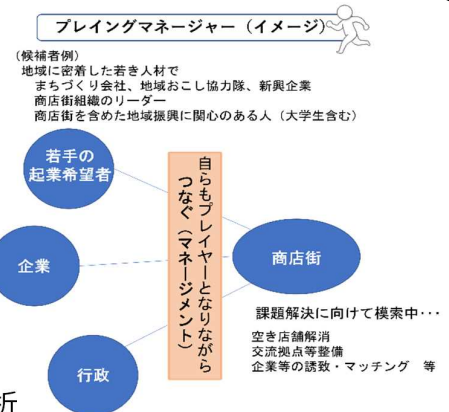 プレイングマネージャー（イメージ）
（候補者例）
地域に密着した若き人材で
まちづくり会社、地域おこし協力隊、新興企業
商店街組織のリーダー
商店街を含めた地域振興に関心のある人（大学生含む）
若手の
起業希望者
企業
行政
自らもプレイヤーとなりながら
つなぐ（マネージメント）
商店街
課題解決に向けて模索中･･･
空き店舗解消
交流拠点等整備
企業等の誘致・マッチング　等
析